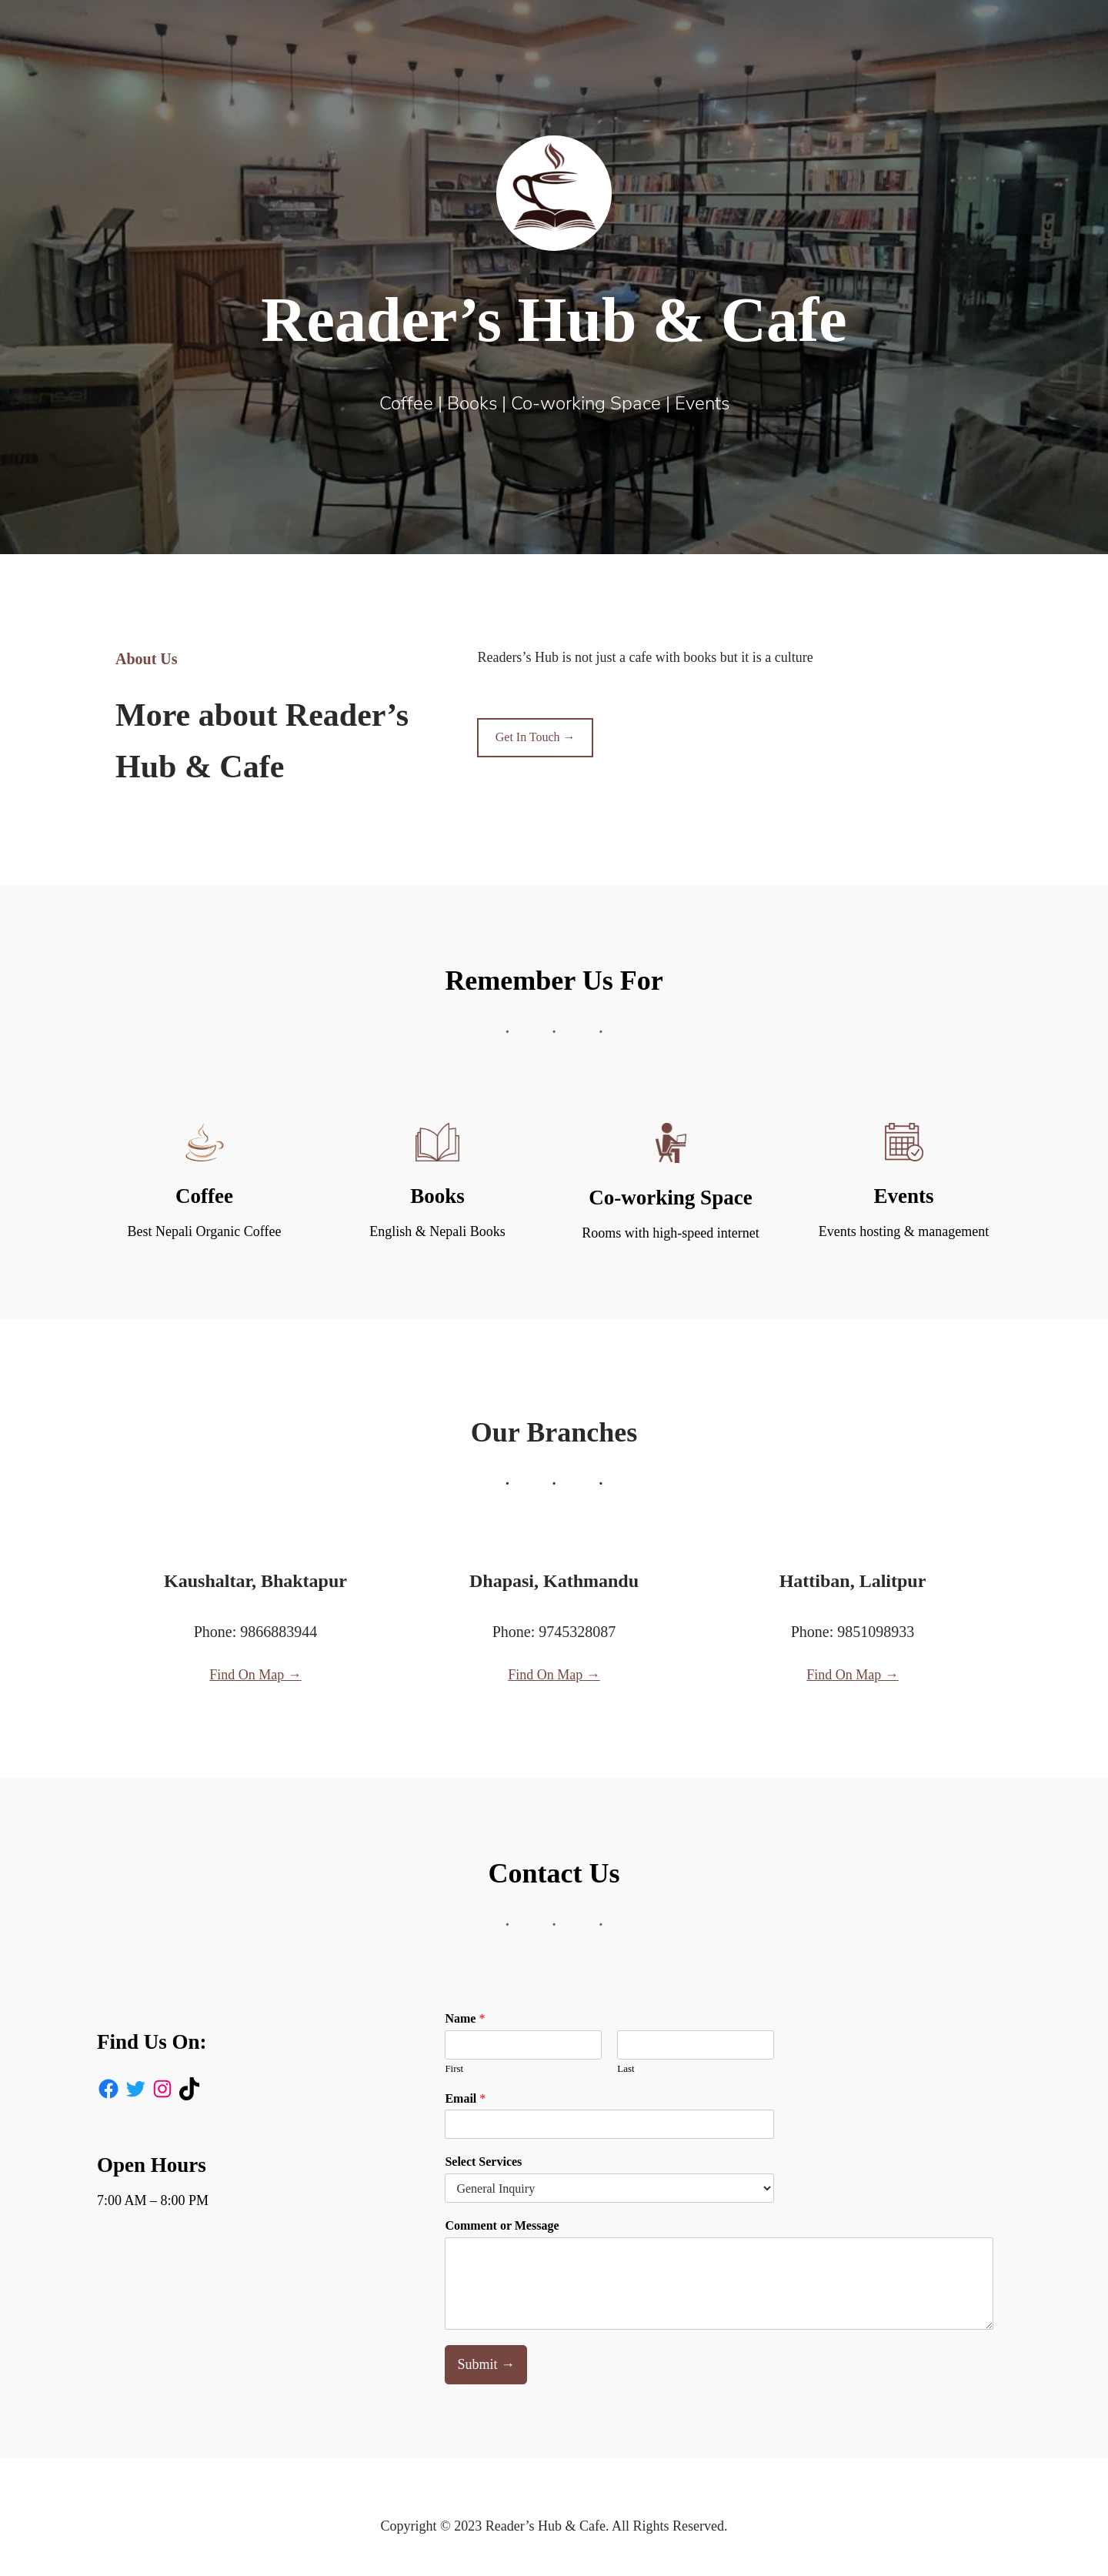 Reader’s Hub & Cafe
Coffee | Books | Co-working Space | Events
About Us
More about Reader’s
Hub & Cafe
Readers’s Hub is not just a cafe with books but it is a culture
Get In Touch →
Remember Us For
Coffee
Best Nepali Organic Coffee
Books
English & Nepali Books
Co-working Space
Rooms with high-speed internet
Events
Events hosting & management
Our Branches
Kaushaltar, Bhaktapur
Phone: 9866883944
Find On Map →
Dhapasi, Kathmandu
Phone: 9745328087
Find On Map →
Hattiban, Lalitpur
Phone: 9851098933
Find On Map →
Contact Us
Find Us On:
Open Hours
7:00 AM – 8:00 PM
Name *
First
Last
Email *
Select Services
General Inquiry
Comment or Message
Submit →
Copyright © 2023 Reader’s Hub & Cafe. All Rights Reserved.